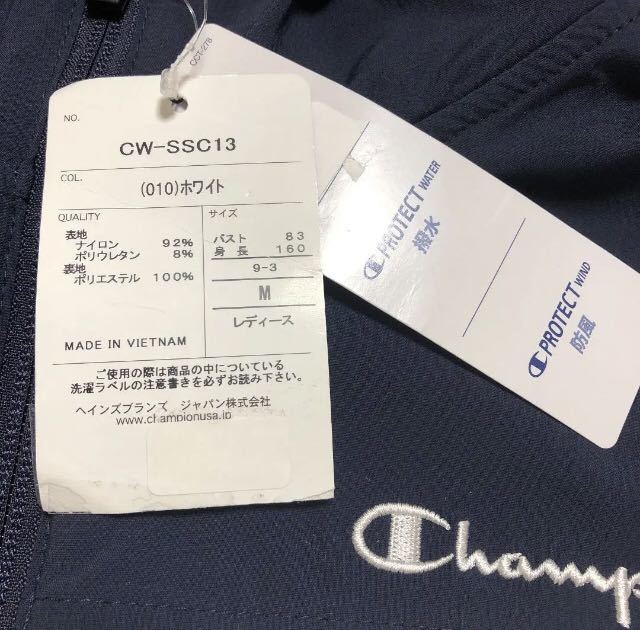 NO.
CW-SSC13
COL.
(010)ホワイト
QUALITY
表地
ナイロン 92%
ポリウレタン 8%
裏地
ポリエステル 100%
MADE IN VIETNAM
サイズ
バスト 83
身長 160
9-3
M
レディース
ご使用の際は商品の中についている
洗濯ラベルの注意書きを必ずお読み下さい。
ヘインズブランズ ジャパン株式会社
www.championusa.jp
CCT-278
PROTECT WATER
撥水
PROTECT WIND
防風
Champ